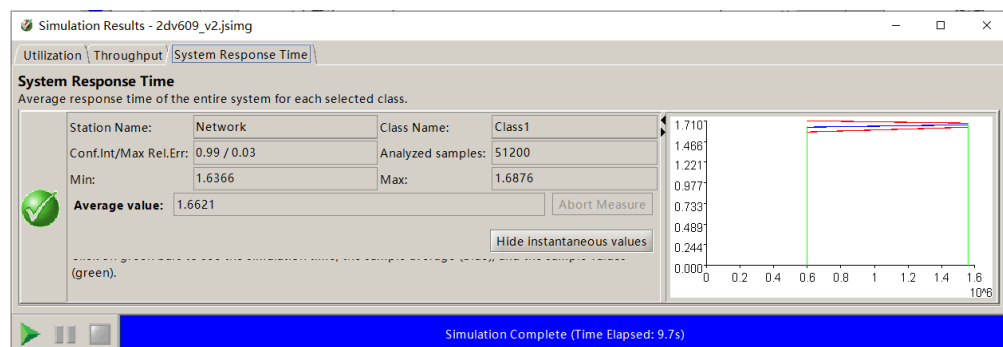 Simulation Results - 2dv609_v2.jsimg
Utilization Throughput System Response Time
System Response Time
Average response time of the entire system for each selected class.
Station Name: Network Class Name: Class1
Conf.Int/Max Rel.Err: 0.99 / 0.03 Analyzed samples: 51200
Min: 1.6366 Max: 1.6876
Average value: 1.6621 Abort Measure
Hide instantaneous values
(green).
1.710
1.466
1.221
0.977
0.733
0.489
0.244
0.000
0 0.2 0.4 0.6 0.8 1 1.2 1.4 1.6
10^6
Simulation Complete (Time Elapsed: 9.7s)